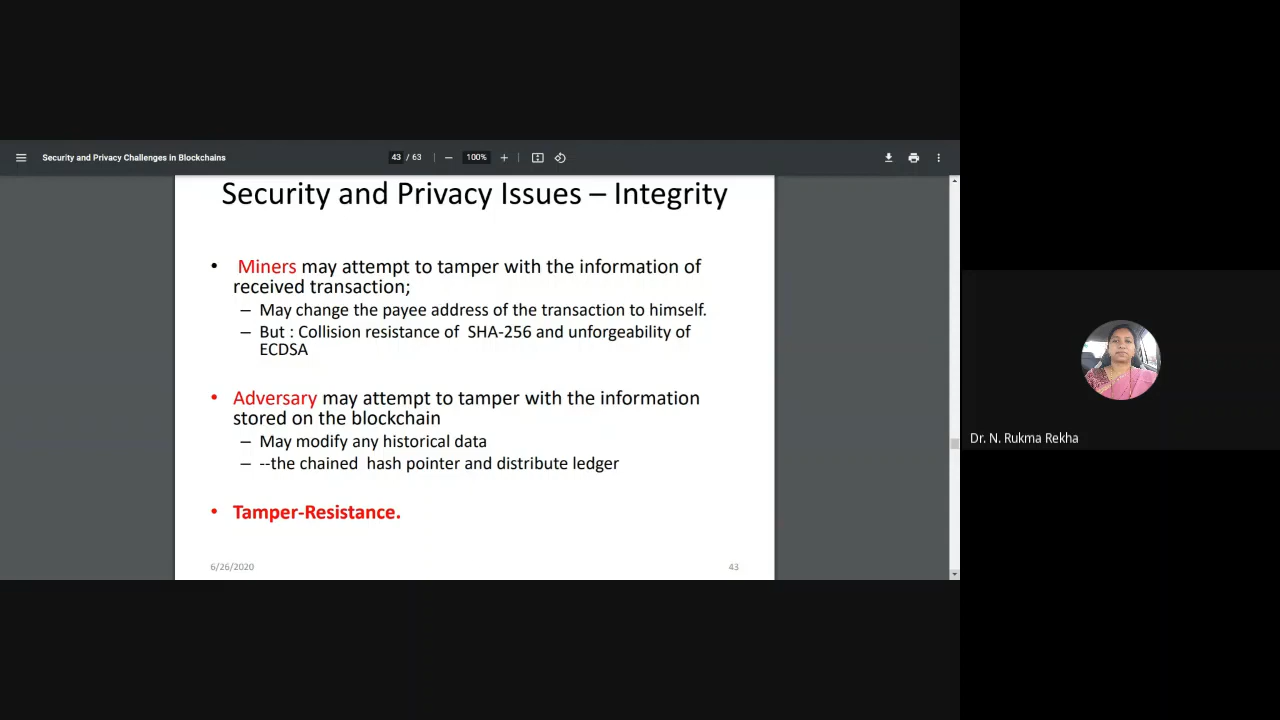 Security and Privacy Challenges in Blockchains
43 / 63
100%
Security and Privacy Issues – Integrity
• Miners may attempt to tamper with the information of
received transaction;
– May change the payee address of the transaction to himself.
– But : Collision resistance of SHA-256 and unforgeability of
ECDSA
• Adversary may attempt to tamper with the information
stored on the blockchain
– May modify any historical data
– --the chained hash pointer and distribute ledger
• Tamper-Resistance.
6/26/2020
43
Dr. N. Rukma Rekha